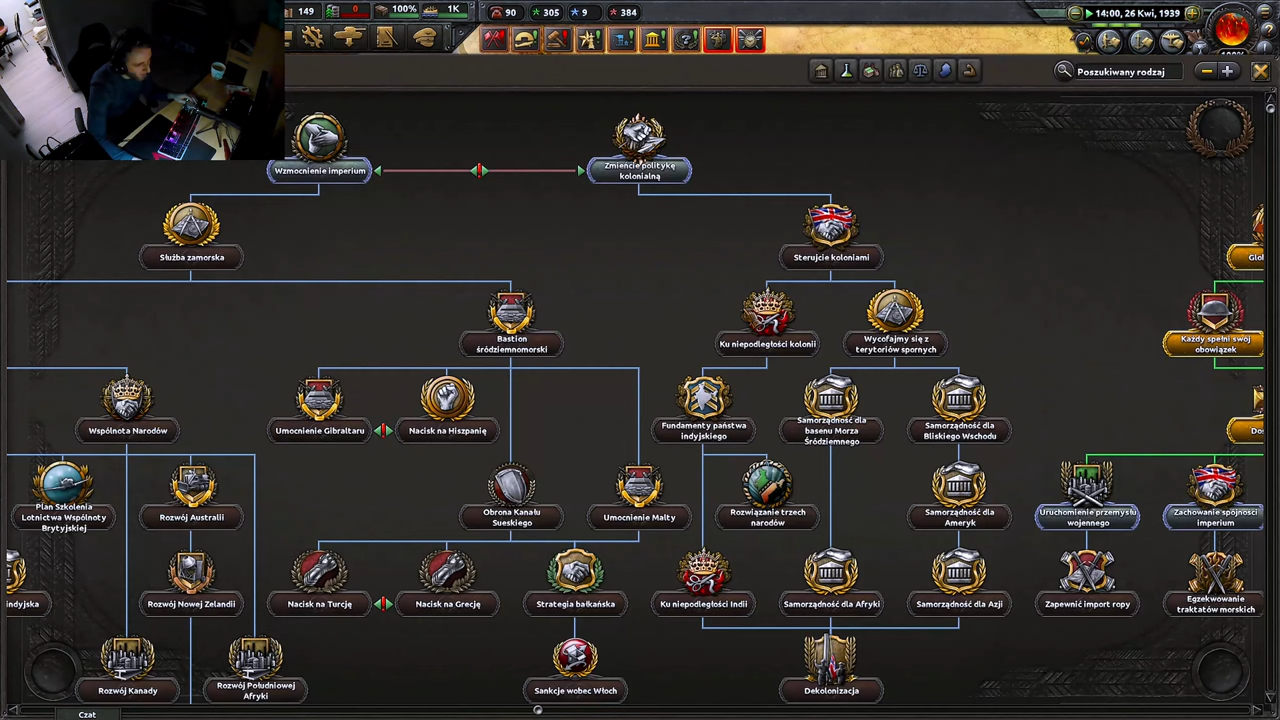 149
0
100%
1K
90
305
9
384
14:00, 26 Kwi, 1939
100%
Poszukiwany rodzaj
Wzmocnienie imperium
Zmieńcie politykę
kolonialną
Służba zamorska
Sterujcie koloniami
Bastion
śródziemnomorski
Ku niepodległości kolonii
Wycofajmy się z
terytoriów spornych
Każdy spełni swój
obowiązek
Wspólnota Narodów
Umocnienie Gibraltaru
Nacisk na Hiszpanię
Fundamenty państwa
indyjskiego
Samorządność dla
basenu Morza
Śródziemnego
Samorządność dla
Bliskiego Wschodu
Plan Szkolenia
Lotnictwa Wspólnoty
Brytyjskiej
Rozwój Australii
Obrona Kanału
Sueskiego
Umocnienie Malty
Rozwiązanie trzech
narodów
Samorządność dla
Ameryk
Uruchomienie przemysłu
wojennego
Zachowanie spójności
imperium
indyjska
Rozwój Nowej Zelandii
Nacisk na Turcję
Nacisk na Grecję
Strategia bałkańska
Ku niepodległości Indii
Samorządność dla Afryki
Samorządność dla Azji
Zapewnić import ropy
Egzekwowanie
traktatów morskich
Rozwój Kanady
Rozwój Południowej
Afryki
Sankcje wobec Włoch
Dekolonizacja
Czat